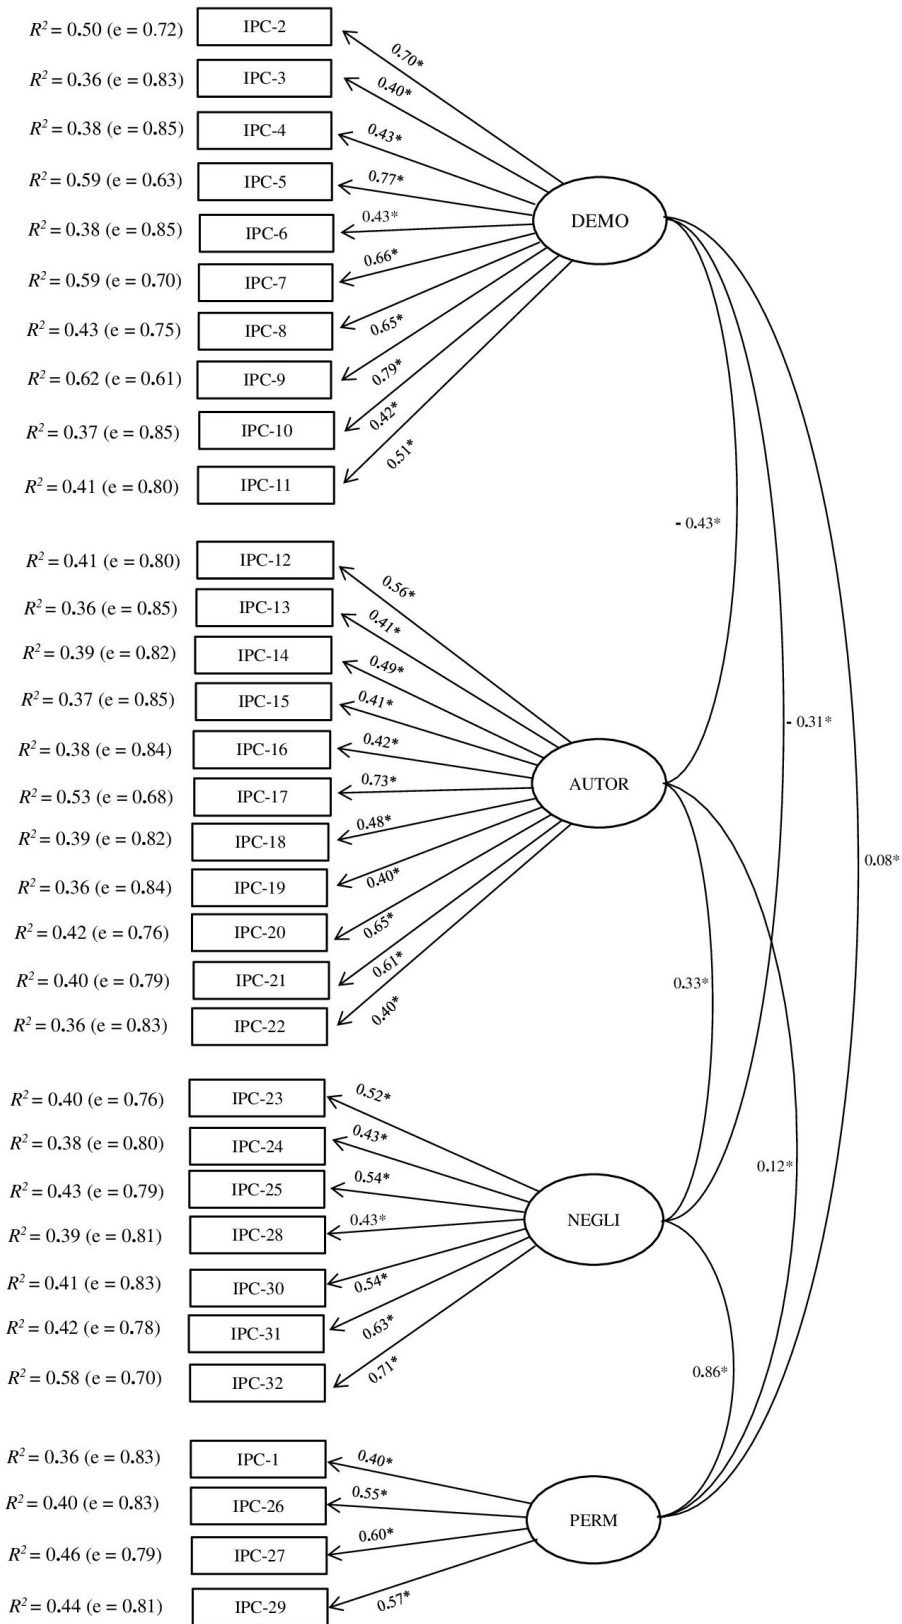 R² = 0.50 (e = 0.72) IPC-2 0.70*
R² = 0.36 (e = 0.83) IPC-3 0.40*
R² = 0.38 (e = 0.85) IPC-4 0.43*
R² = 0.59 (e = 0.63) IPC-5 0.77*
R² = 0.38 (e = 0.85) IPC-6 0.43*
DEMO
R² = 0.59 (e = 0.70) IPC-7 0.66*
R² = 0.43 (e = 0.75) IPC-8 0.65*
R² = 0.62 (e = 0.61) IPC-9 0.79*
R² = 0.37 (e = 0.85) IPC-10 0.42*
R² = 0.41 (e = 0.80) IPC-11 0.51*
- 0.43*
R² = 0.41 (e = 0.80) IPC-12 0.56*
R² = 0.36 (e = 0.85) IPC-13 0.41*
R² = 0.39 (e = 0.82) IPC-14 0.49*
R² = 0.37 (e = 0.85) IPC-15 0.41*
- 0.31*
R² = 0.38 (e = 0.84) IPC-16 0.42*
AUTOR
R² = 0.53 (e = 0.68) IPC-17 0.73*
R² = 0.39 (e = 0.82) IPC-18 0.48*
0.08*
R² = 0.36 (e = 0.84) IPC-19 0.40*
R² = 0.42 (e = 0.76) IPC-20 0.65*
R² = 0.40 (e = 0.79) IPC-21 0.61*
0.33*
R² = 0.36 (e = 0.83) IPC-22 0.40*
R² = 0.40 (e = 0.76) IPC-23 0.52*
R² = 0.38 (e = 0.80) IPC-24 0.43*
0.12*
R² = 0.43 (e = 0.79) IPC-25 0.54*
NEGLI
R² = 0.39 (e = 0.81) IPC-28 0.43*
R² = 0.41 (e = 0.83) IPC-30 0.54*
R² = 0.42 (e = 0.78) IPC-31 0.63*
R² = 0.58 (e = 0.70) IPC-32 0.71*
0.86*
R² = 0.36 (e = 0.83) IPC-1 0.40*
R² = 0.40 (e = 0.83) IPC-26 0.55*
PERM
R² = 0.46 (e = 0.79) IPC-27 0.60*
R² = 0.44 (e = 0.81) IPC-29 0.57*